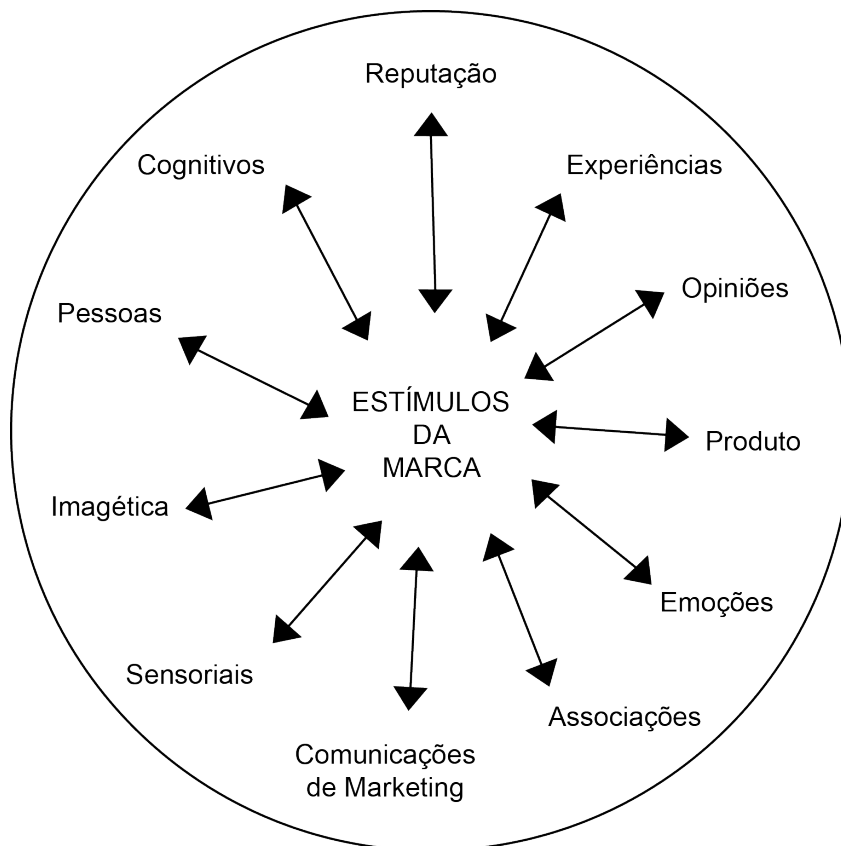 Reputação
Cognitivos
Experiências
Opiniões
Pessoas
ESTÍMULOS
DA
MARCA
Produto
Imagética
Emoções
Sensoriais
Associações
Comunicações
de Marketing